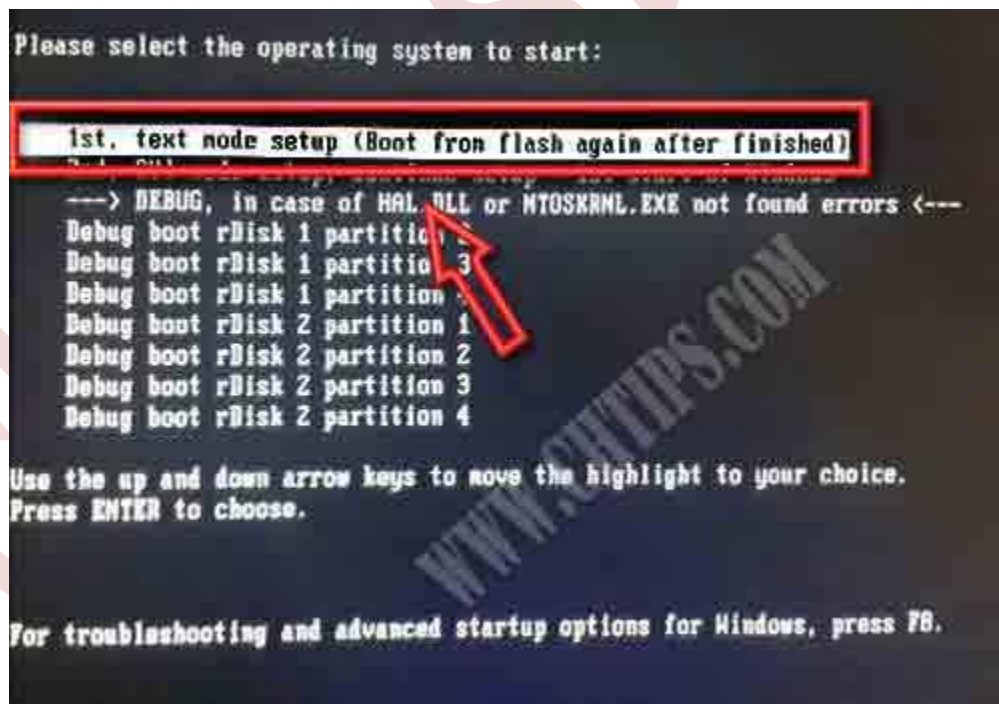 Please select the operating system to start:
1st, text mode setup (Boot from flash again after finished)
---> DEBUG, in case of HAL.DLL or NTOSKRNL.EXE not found errors <---
Debug boot rDisk 1 partition 2
Debug boot rDisk 1 partition 3
Debug boot rDisk 1 partition
Debug boot rDisk 2 partition 1
Debug boot rDisk 2 partition 2
Debug boot rDisk 2 partition 3
Debug boot rDisk 2 partition 4
Use the up and down arrow keys to move the highlight to your choice.
Press ENTER to choose.
For troubleshooting and advanced startup options for Windows, press F8.